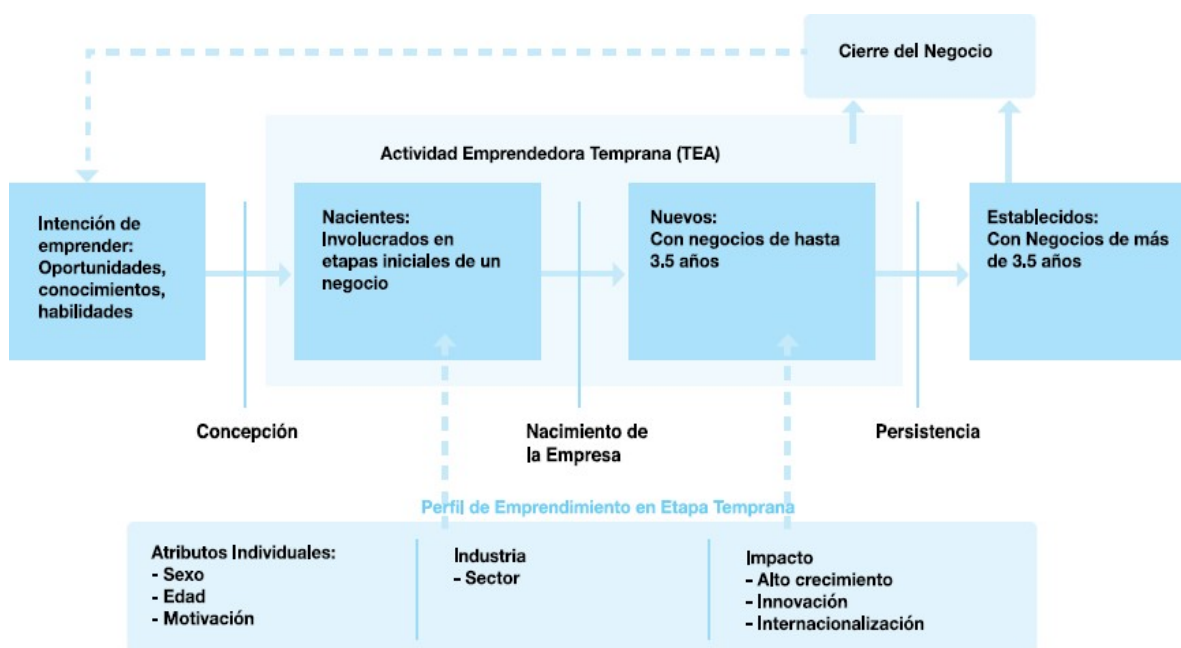 Cierre del Negocio
Actividad Emprendedora Temprana (TEA)
Intención de
emprender:
Oportunidades,
conocimientos,
habilidades
Nacientes:
Involucrados en
etapas iniciales de un
negocio
Nuevos:
Con negocios de hasta
3.5 años
Establecidos:
Con Negocios de más
de 3.5 años
Concepción
Nacimiento de
la Empresa
Persistencia
Perfil de Emprendimiento en Etapa Temprana
Atributos Individuales:
- Sexo
- Edad
- Motivación
Industria
- Sector
Impacto
- Alto crecimiento
- Innovación
- Internacionalización